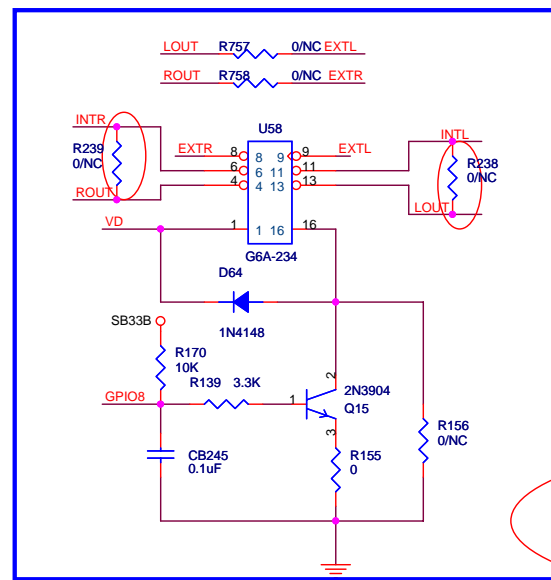 LOUT R757 0/NC EXTL
ROUT R758 0/NC EXTR
U58
INTR
INTL
R239
0/NC
EXTR 8 8 9 9 EXTL
6 6 11 11
4 4 13 13
R238
0/NC
ROUT
LOUT
VD 1 1 16 16
G6A-234
D64
1N4148
SB33B
R170
10K
R139 3.3K
2
2N3904
GPIO8
1
Q15
3
R156
0/NC
CB245
0.1uF
R155
0